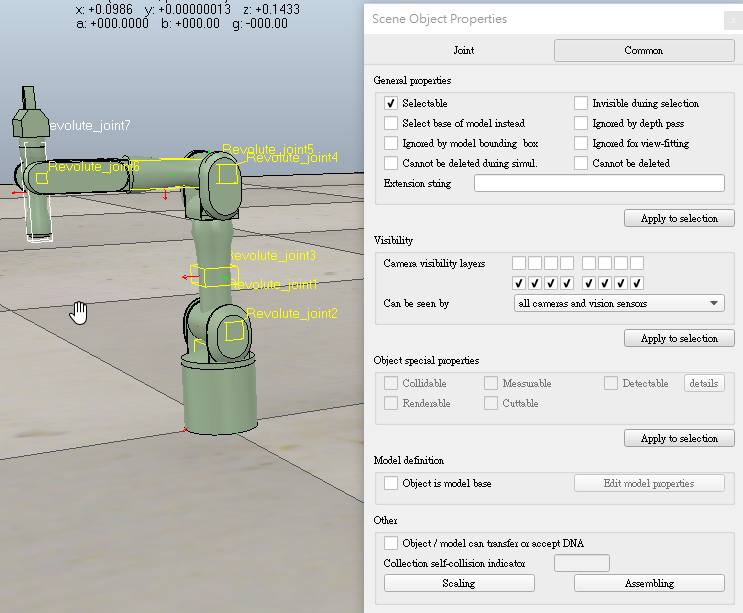 x: +0.0986 y: +0.00000013 z: +0.1433
a: +000.0000 b: +000.00 g: -000.00
evolute_joint7
Revolute_joint5
Revolute_joint4
Revolute_joint6
Revolute_joint3
Revolute_joint1
Revolute_joint2
Scene Object Properties
x
Joint
Common
General properties
Selectable
Invisible during selection
Select base of model instead
Ignored by depth pass
Ignored by model bounding box
Ignored for view-fitting
Cannot be deleted during simul.
Cannot be deleted
Extension string
Apply to selection
Visibility
Camera visibility layers
Can be seen by
all cameras and vision sensors
Apply to selection
Object special properties
Collidable
Measurable
Detectable
details
Renderable
Cuttable
Apply to selection
Model definition
Object is model base
Edit model properties
Other
Object / model can transfer or accept DNA
Collection self-collision indicator
Scaling
Assembling